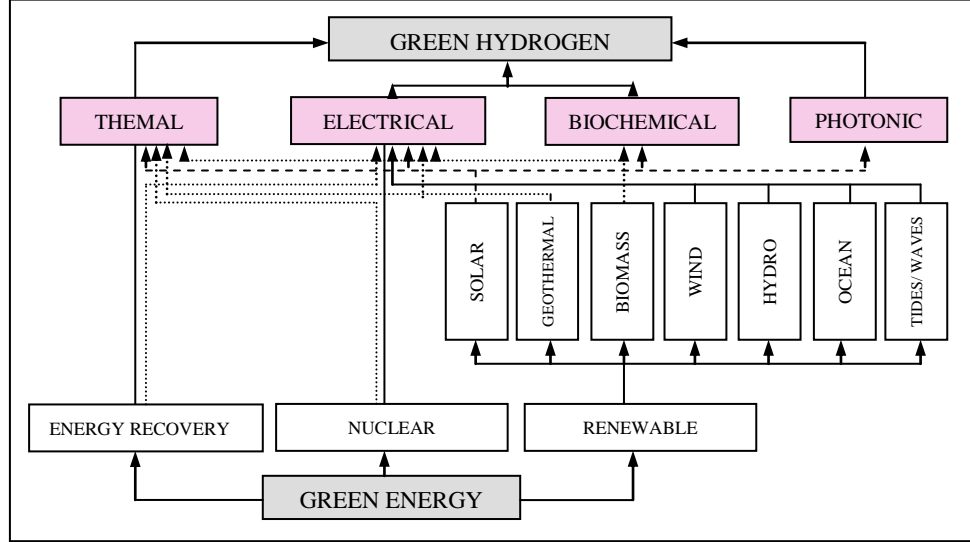 GREEN HYDROGEN
THEMAL
ELECTRICAL
BIOCHEMICAL
PHOTONIC
SOLAR
GEOTHERMAL
BIOMASS
WIND
HYDRO
OCEAN
TIDES/ WAVES
ENERGY RECOVERY
NUCLEAR
RENEWABLE
GREEN ENERGY